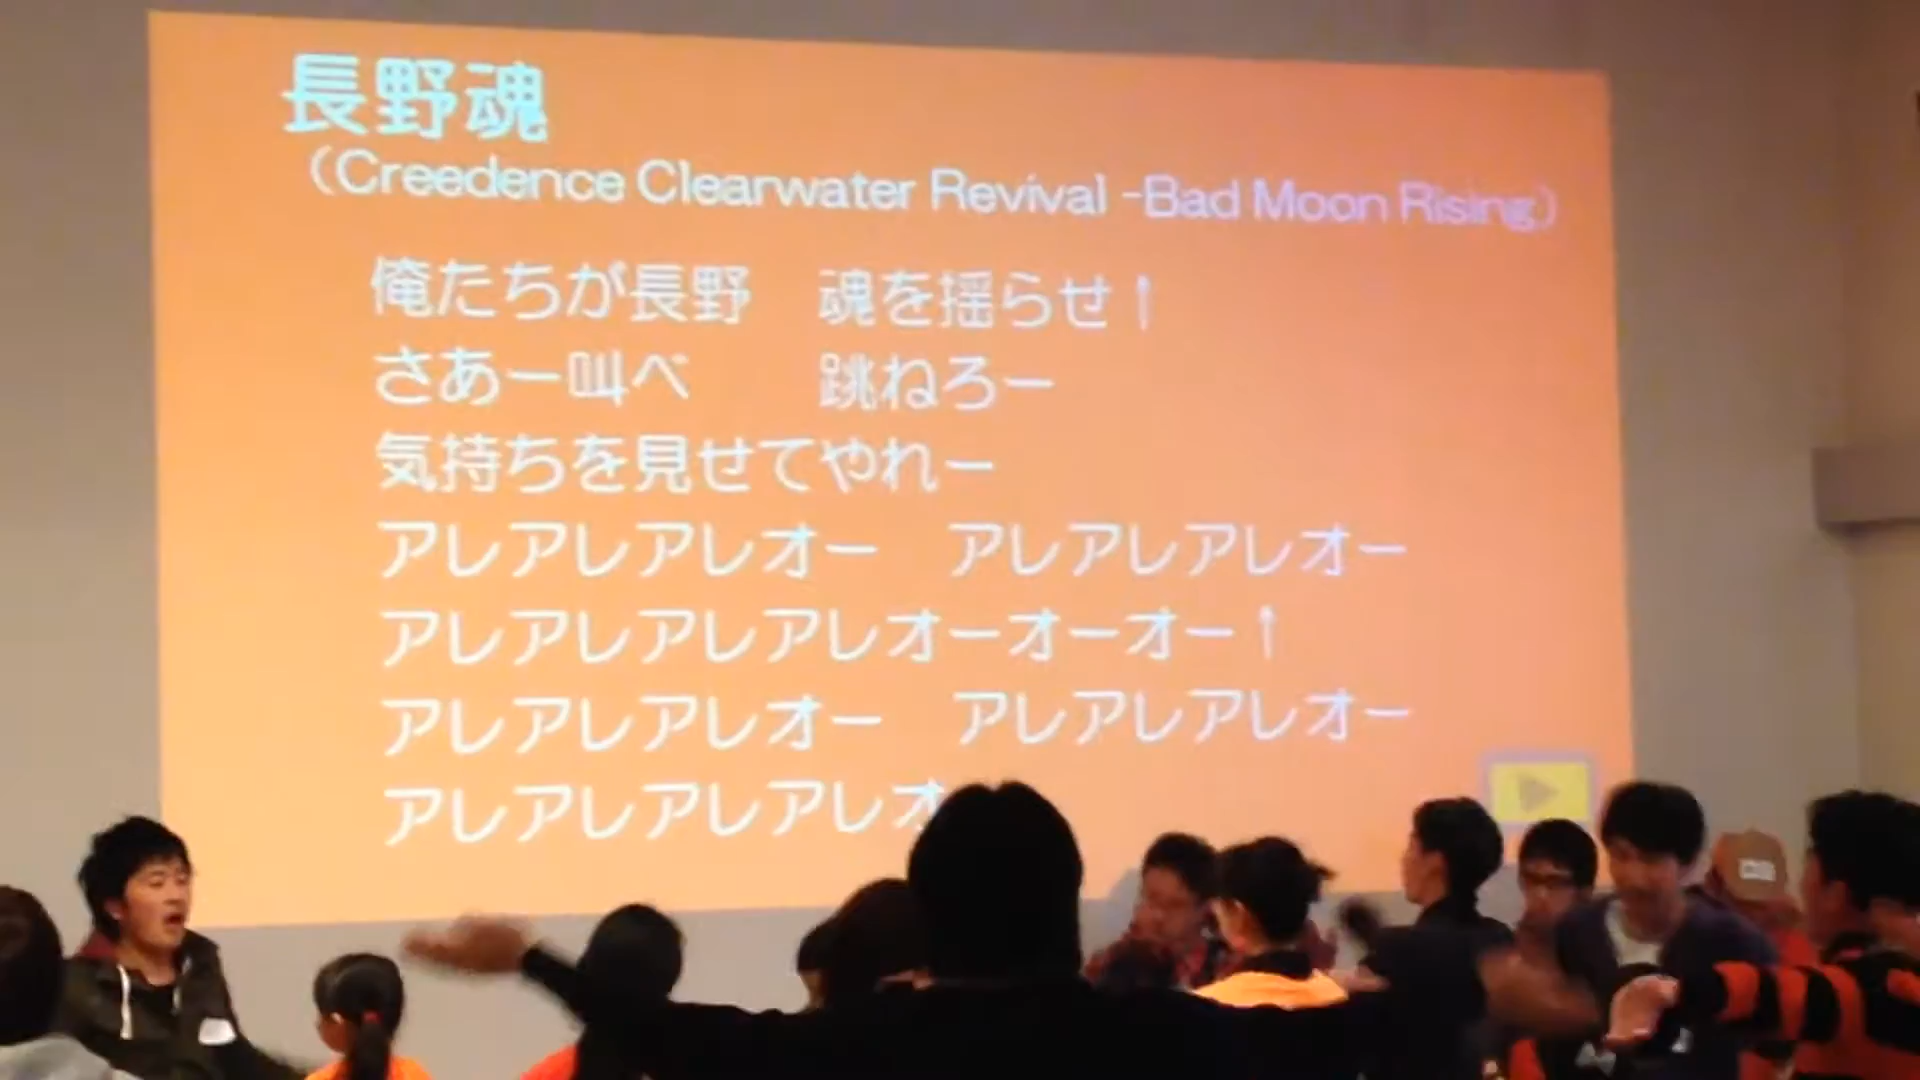 長野魂
（Creedence Clearwater Revival -Bad Moon Rising）
俺たちが長野　魂を揺らせ↑
さあー叫べ　　跳ねろー
気持ちを見せてやれー
アレアレアレオー　アレアレアレオー
アレアレアレアレオーオーオー↑
アレアレアレオー　アレアレアレオー
アレアレアレアレオ